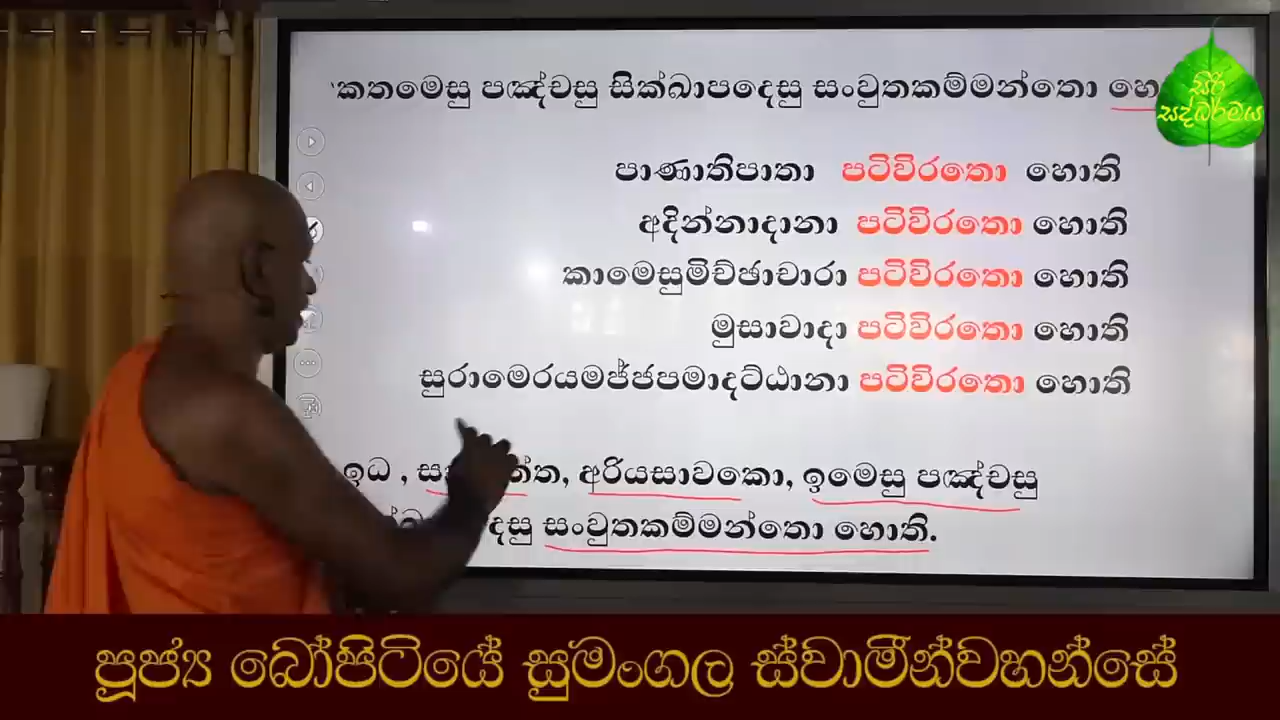 ‘කතමෙසු පඤ්චසු සික්ඛාපදෙසු සංවුතකම්මන්තො
සිරි
සද්ධර්මය
පාණාතිපාතා පටිවිරතො හොති
අදින්නාදානා පටිවිරතො හොති
කාමෙසුමිච්ඡාචාරා පටිවිරතො හොති
මුසාවාදා පටිවිරතො හොති
සුරාමෙරයමජ්ජපමාදට්ඨානා පටිවිරතො හොති
ඉධ , අරියසාවකො, ඉමෙසු පඤ්චසු
සංවුතකම්මන්තො හොති.
පූජ්‍ය බෝපිටියේ සුමංගල ස්වාමීන්වහන්සේ